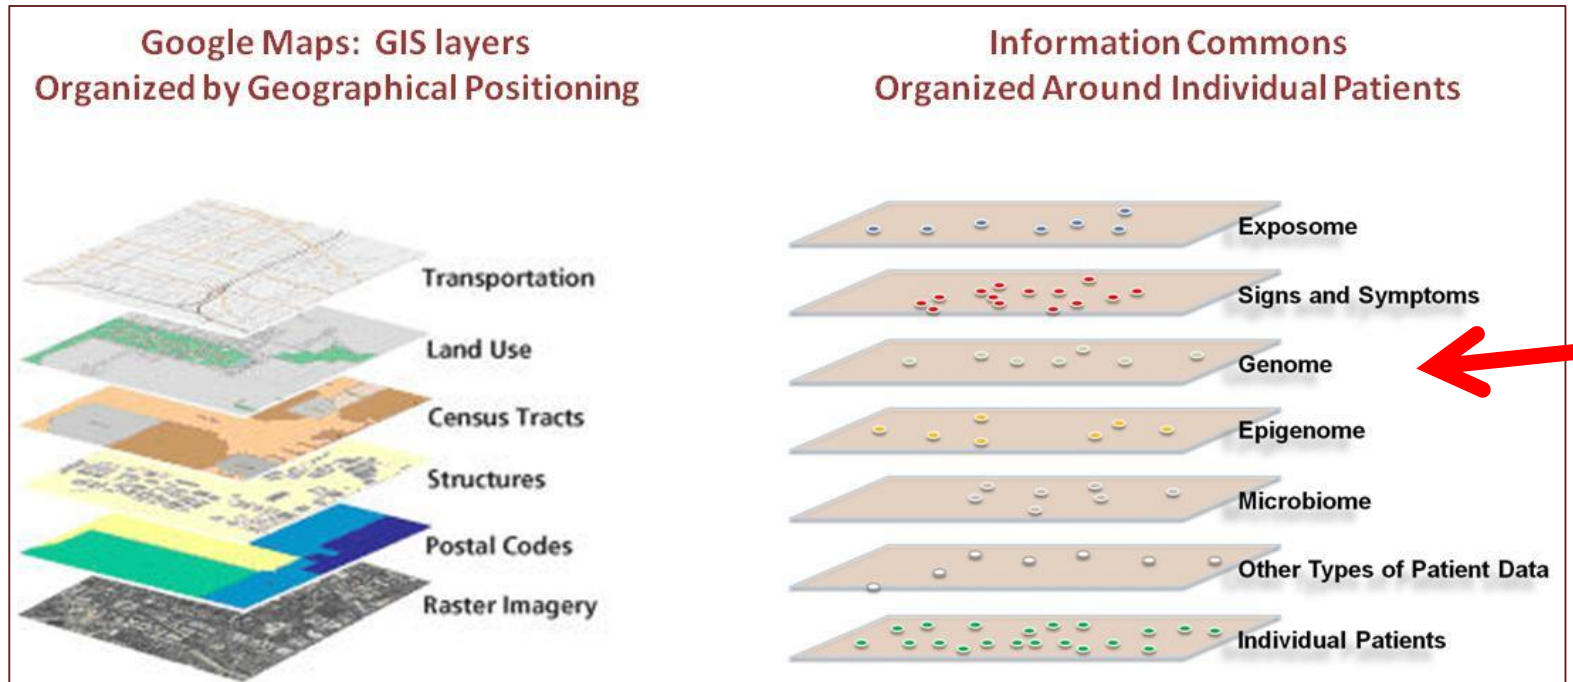 Google Maps: GIS layers
Organized by Geographical Positioning
Transportation
Land Use
Census Tracts
Structures
Postal Codes
Raster Imagery
Information Commons
Organized Around Individual Patients
Exposome
Signs and Symptoms
Genome
Epigenome
Microbiome
Other Types of Patient Data
Individual Patients